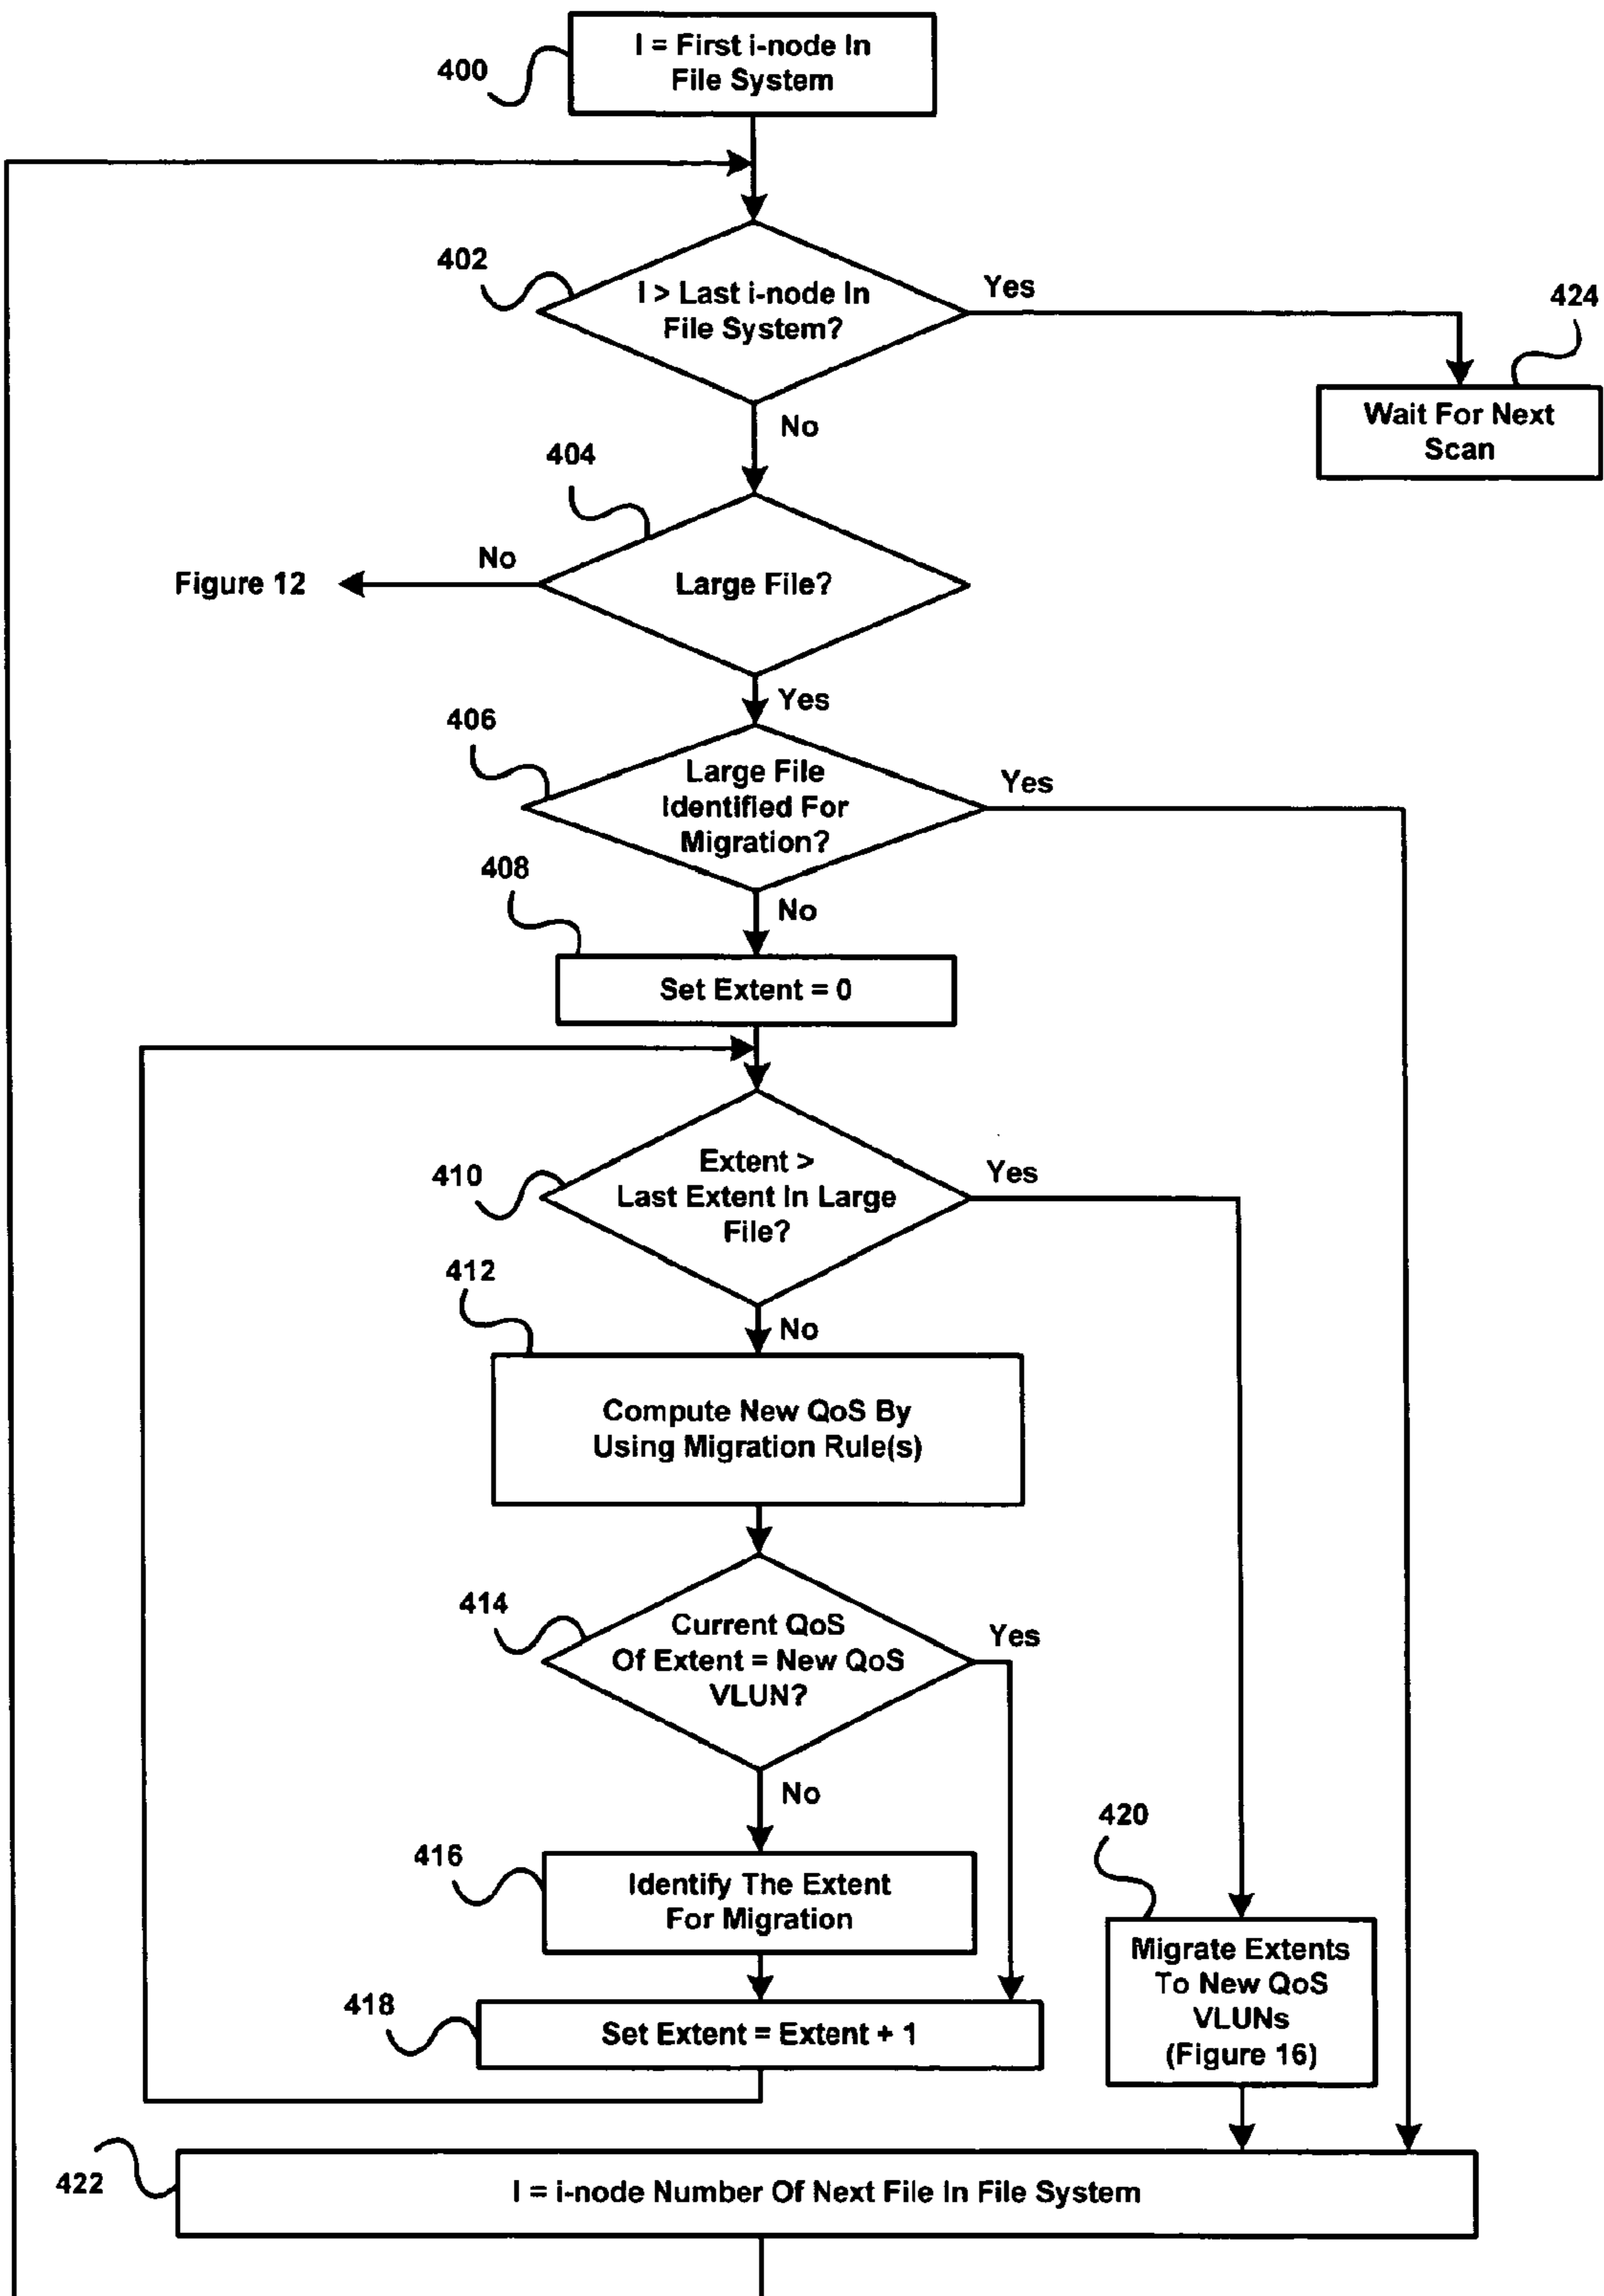 I = First i-node In
File System
400
402
I > Last i-node In
File System?
Yes
424
Wait For Next
Scan
No
404
No
Figure 12
Large File?
Yes
406
Large File
Identified For
Migration?
Yes
408
No
Set Extent = 0
410
Extent >
Last Extent In Large
File?
Yes
412
No
Compute New QoS By
Using Migration Rule(s)
414
Current QoS
Of Extent = New QoS
VLUN?
Yes
No
420
416
Identify The Extent
For Migration
Migrate Extents
To New QoS
VLUNs
(Figure 16)
418
Set Extent = Extent + 1
422
I = i-node Number Of Next File In File System